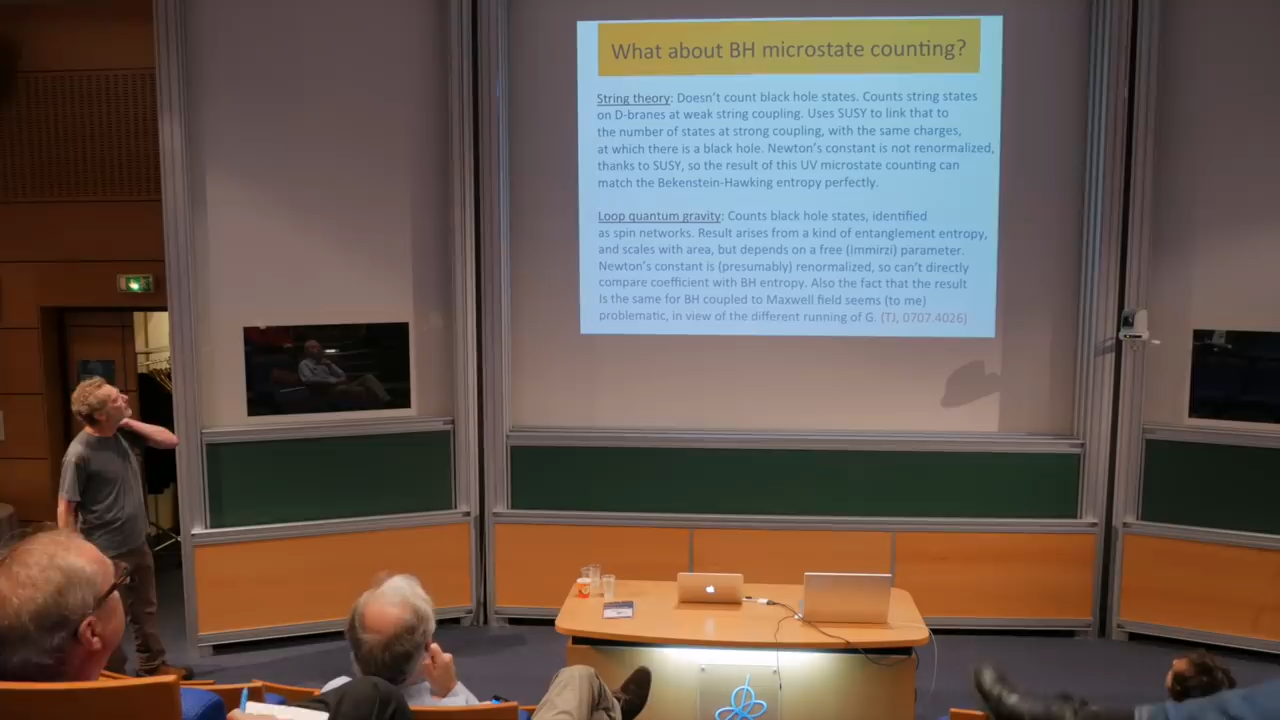 What about BH microstate counting?
String theory: Doesn't count black hole states. Counts string states
on D-branes at weak string coupling. Uses SUSY to link that to
the number of states at strong coupling, with the same charges,
at which there is a black hole. Newton's constant is not renormalized,
thanks to SUSY, so the result of this UV microstate counting can
match the Bekenstein-Hawking entropy perfectly.
Loop quantum gravity: Counts black hole states, identified
as spin networks. Result arises from a kind of entanglement entropy,
and scales with area, but depends on a free (Immirzi) parameter.
Newton's constant is (presumably) renormalized, so can't directly
compare coefficient with BH entropy. Also the fact that the result
Is the same for BH coupled to Maxwell field seems (to me)
problematic, in view of the different running of G. (TJ, 0707.4026)